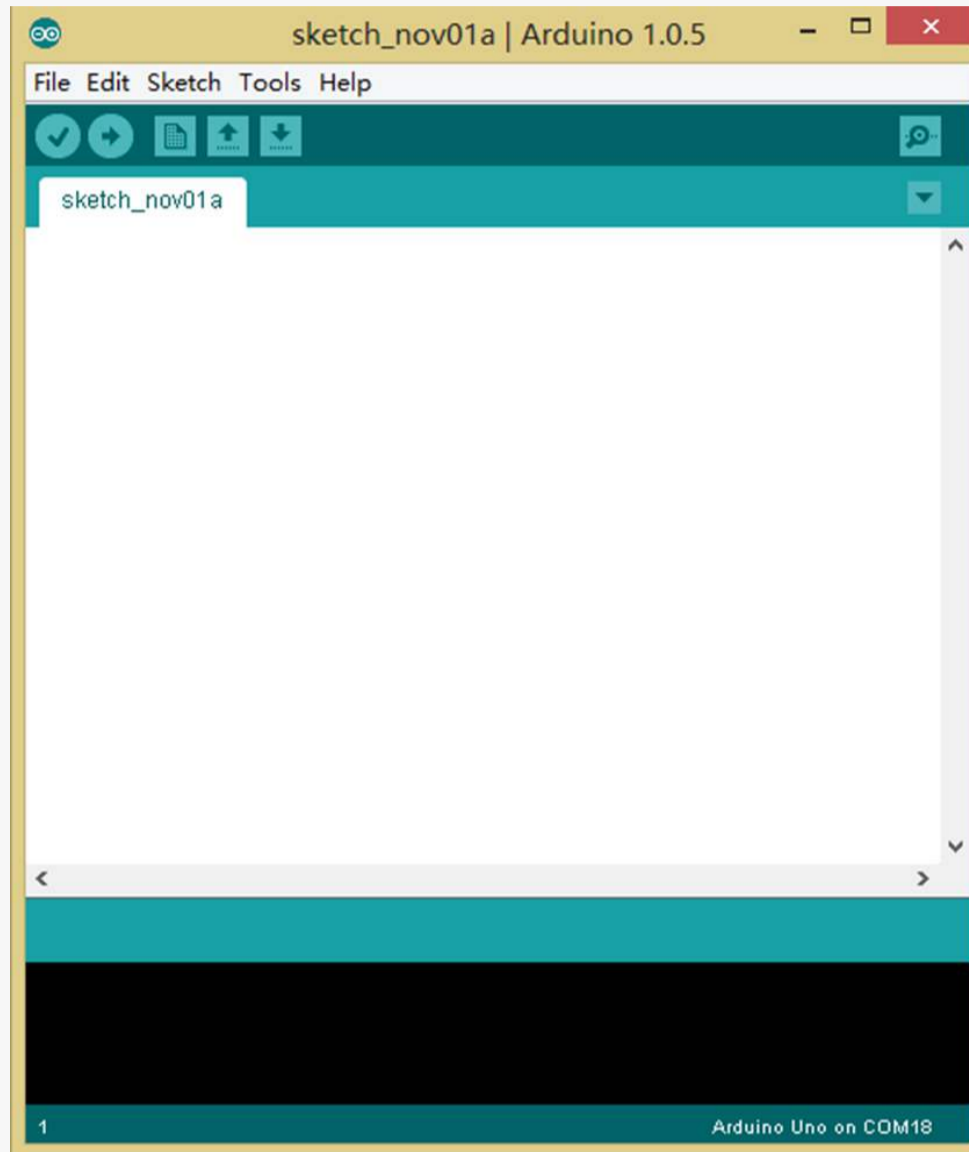 sketch_nov01a | Arduino 1.0.5
File Edit Sketch Tools Help
sketch_nov01a
1 Arduino Uno on COM18